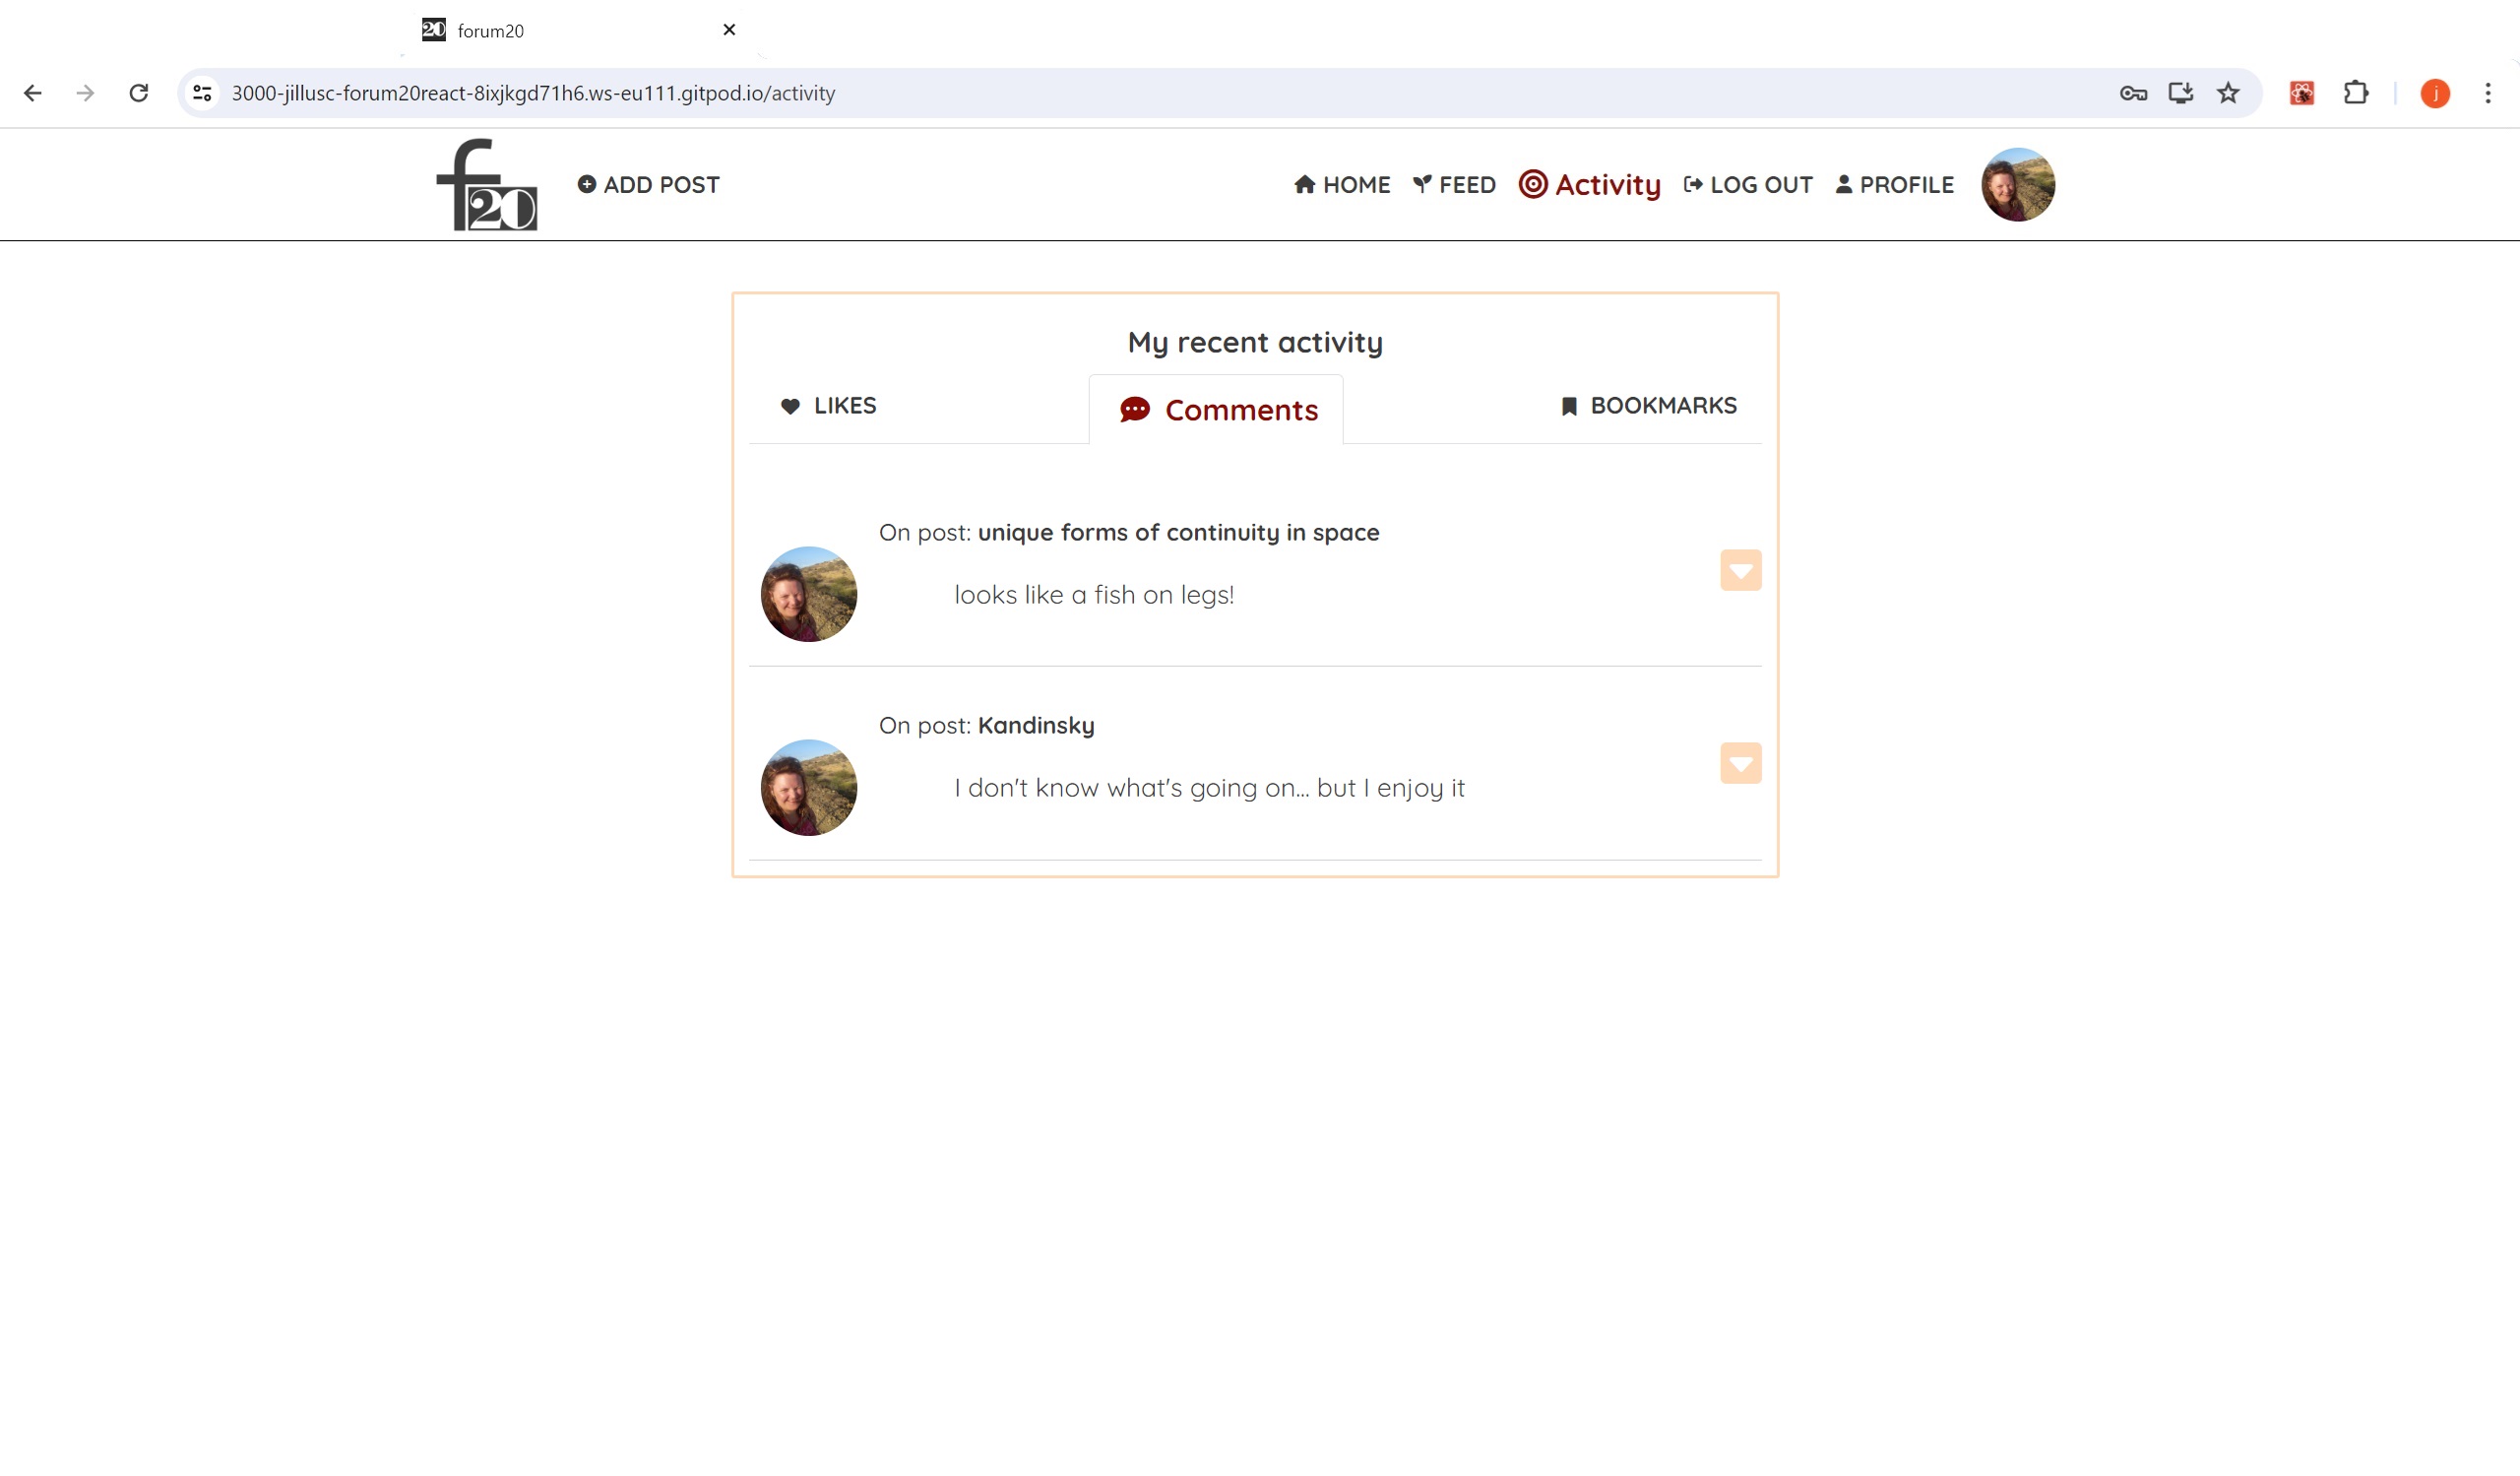 20 forum20
3000-jillusc-forum20react-8ixjkgd71h6.ws-eu111.gitpod.io/activity
j
f20
ADD POST
HOME FEED Activity LOG OUT PROFILE
My recent activity
LIKES Comments BOOKMARKS
On post: unique forms of continuity in space
looks like a fish on legs!
On post: Kandinsky
I don't know what's going on... but I enjoy it